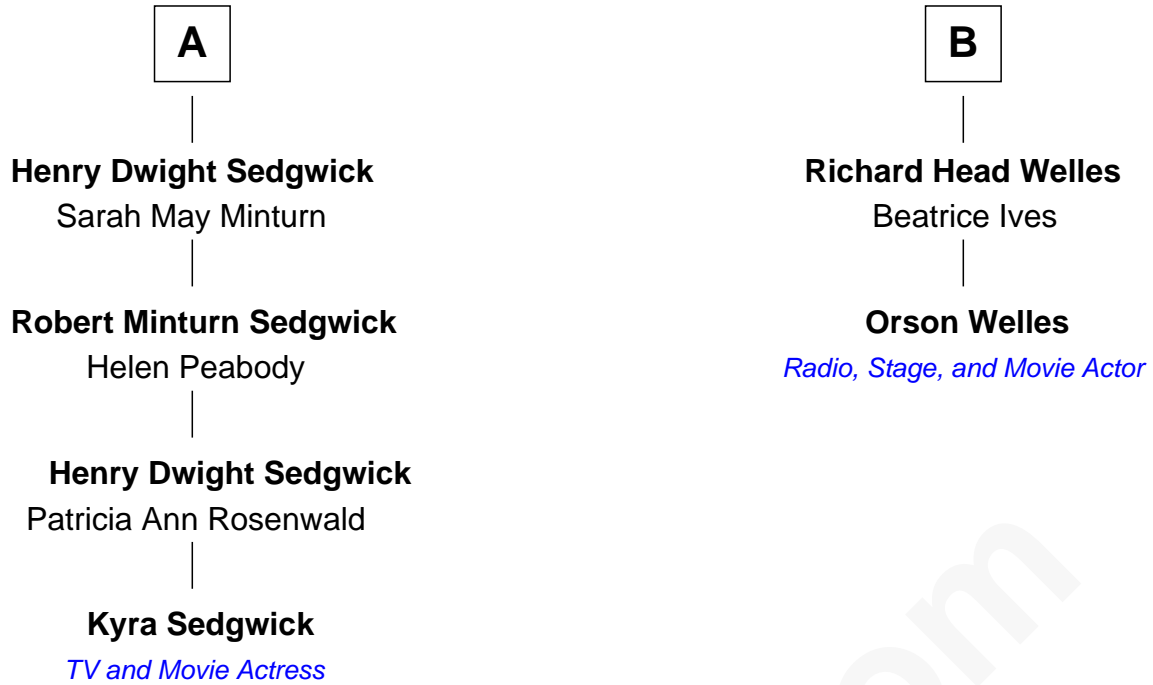 A
Henry Dwight Sedgwick
Sarah May Minturn
Robert Minturn Sedgwick
Helen Peabody
Henry Dwight Sedgwick
Patricia Ann Rosenwald
Kyra Sedgwick
TV and Movie Actress
B
Richard Head Welles
Beatrice Ives
Orson Welles
Radio, Stage, and Movie Actor
om